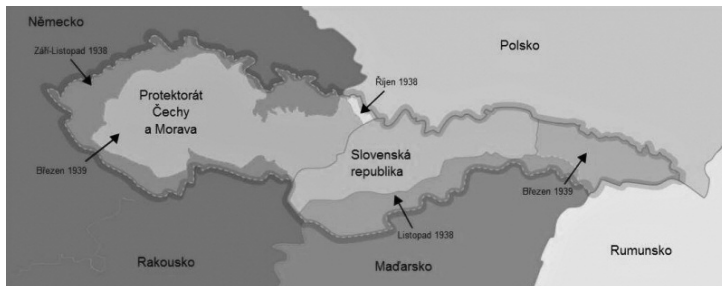 Německo
Září-Listopad 1938
Polsko
Říjen 1938
Protektorát
Čechy
a Morava
Slovenská
republika
Březen 1939
Březen 1939
Listopad 1938
Rumunsko
Rakousko
Maďarsko